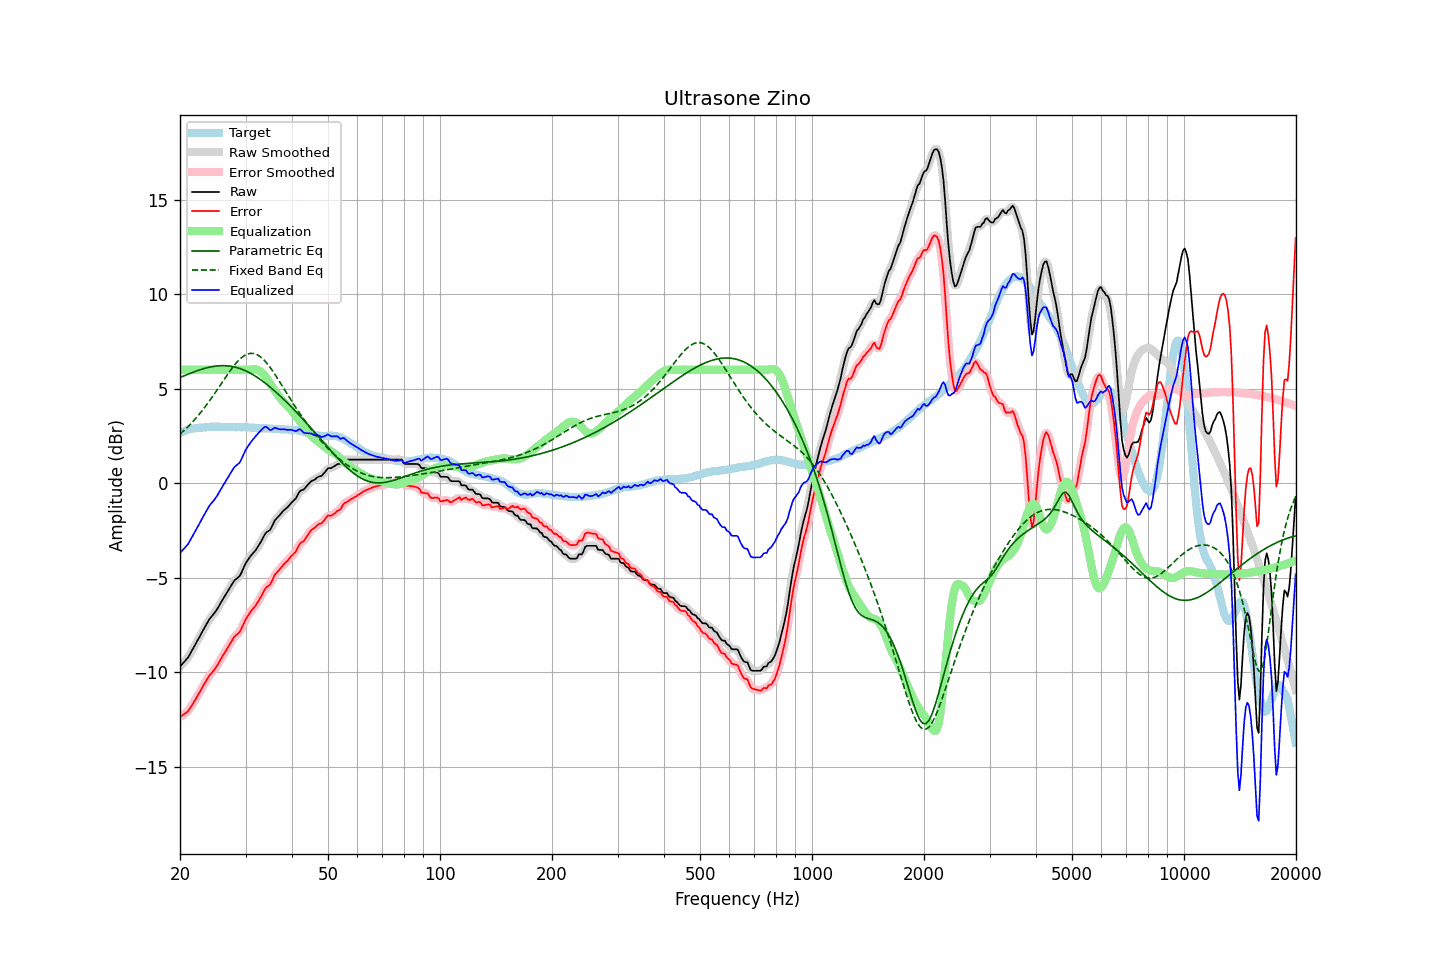 Ultrasone Zino
Target
Raw Smoothed
Error Smoothed
Raw
Error
Equalization
Parametric Eq
Fixed Band Eq
Equalized
15
10
5
0
−5
−10
−15
Amplitude (dBr)
20 50 100 200 500 1000 2000 5000 10000 20000
Frequency (Hz)